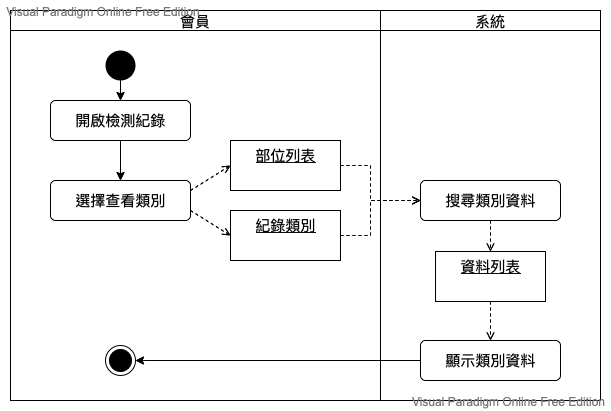 Visual Paradigm Online Free Edition
會員
系統
開啟檢測紀錄
選擇查看類別
部位列表
紀錄類別
搜尋類別資料
資料列表
顯示類別資料
Visual Paradigm Online Free Edition